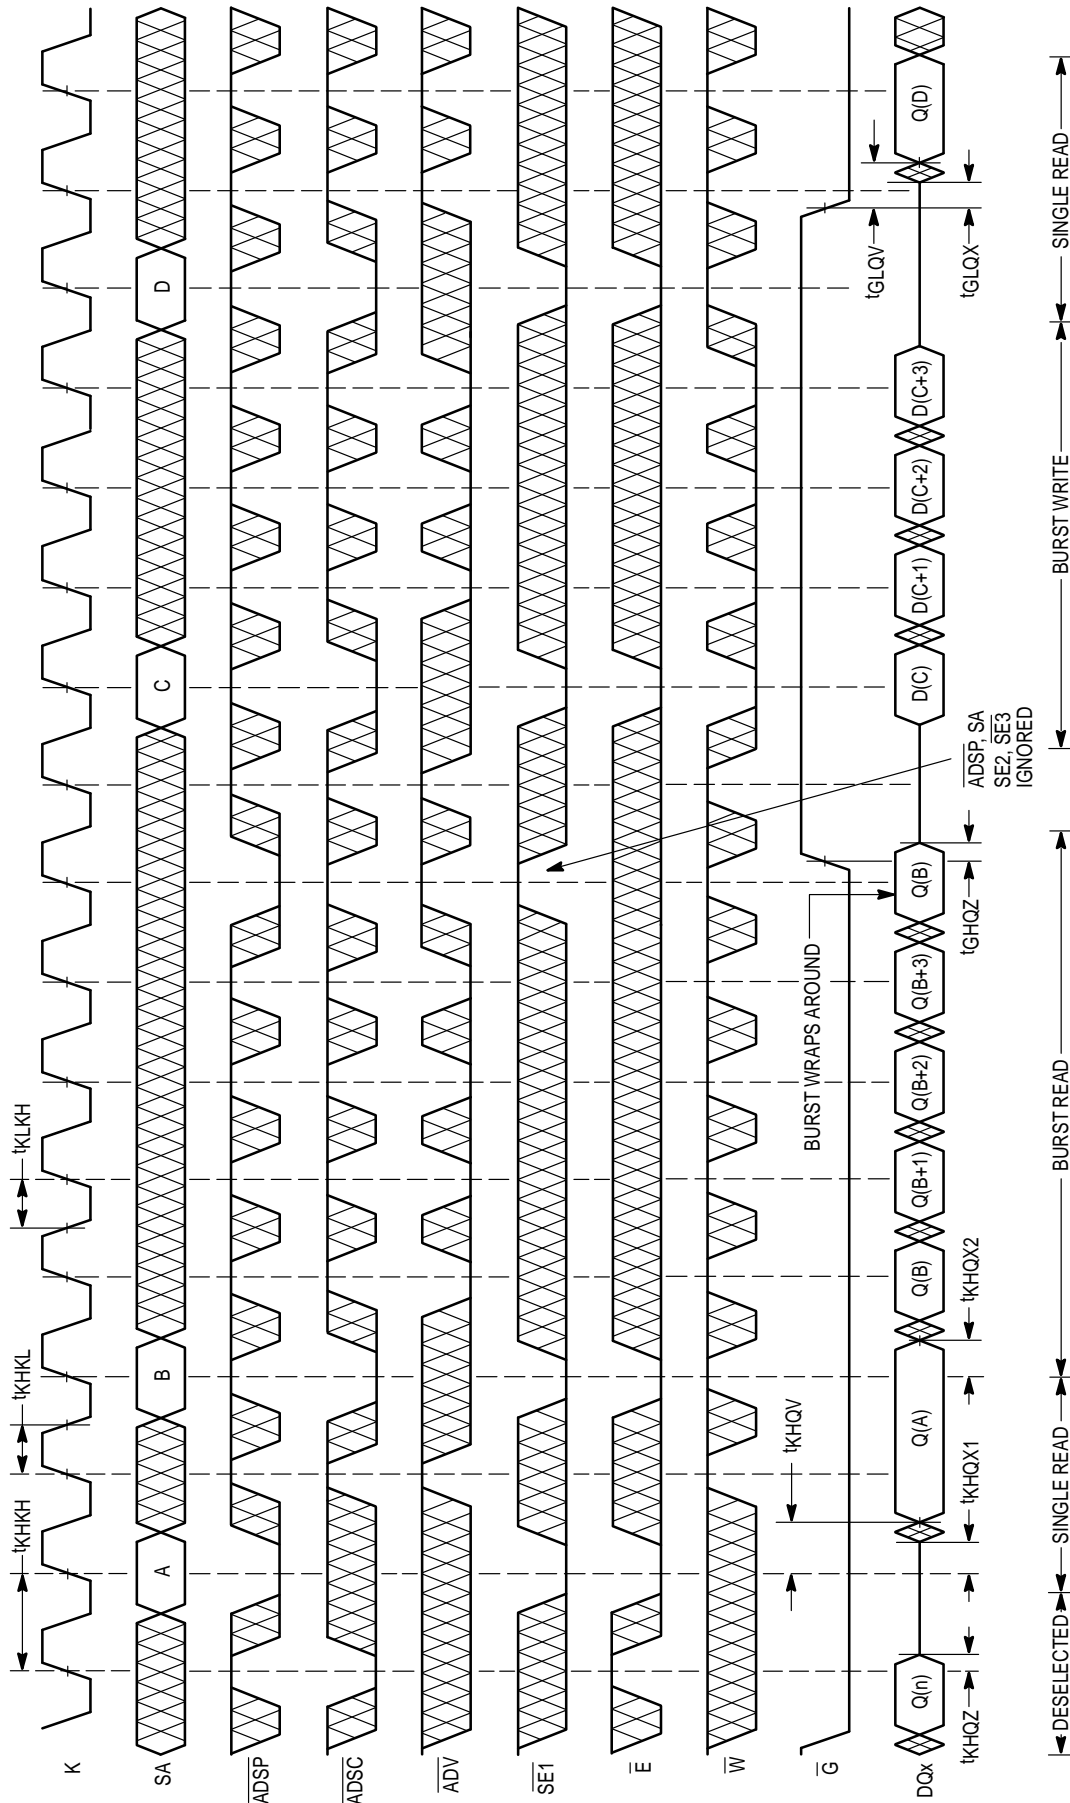 tKHKH
tKHKL
tKLKH
K
SA
A
B
C
D
ADSP
ADSC
ADV
SE1
E
W
G
tKHQV
BURST WRAPS AROUND
ADSP, SA
SE2, SE3
IGNORED
tGLQV
DQx
Q(n)
Q(A)
Q(B)
Q(B+1)
Q(B+2)
Q(B+3)
Q(B)
D(C)
D(C+1)
D(C+2)
D(C+3)
Q(D)
tKHQZ
tKHQX1
tKHQX2
tGHQZ
tGLQX
DESELECTED
SINGLE READ
BURST READ
BURST WRITE
SINGLE READ